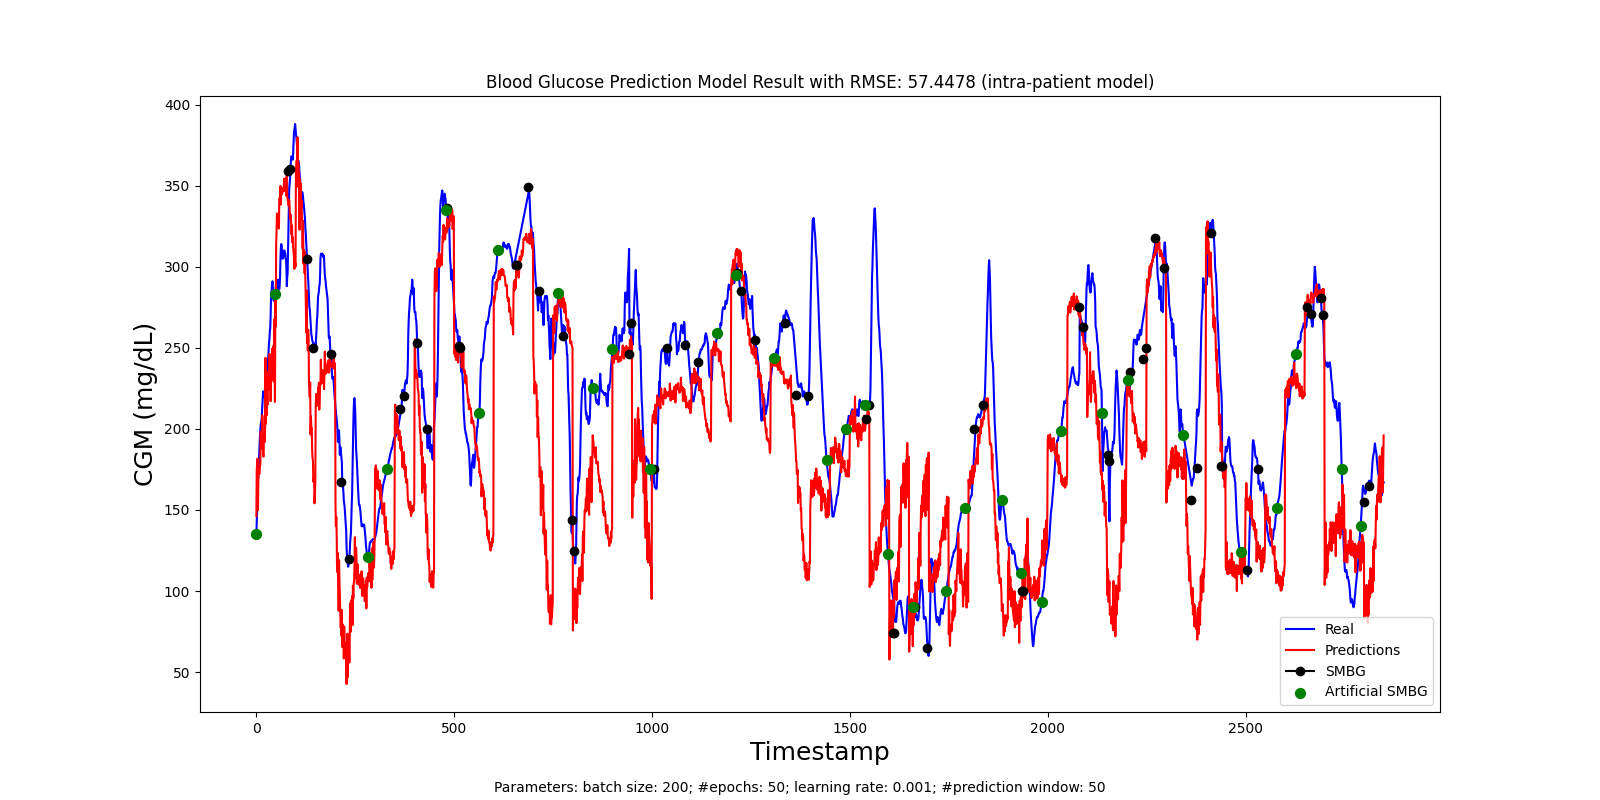 Blood Glucose Prediction Model Result with RMSE: 57.4478 (intra-patient model)
CGM (mg/dL)
400
350
300
250
200
150
100
50
0 500 1000 1500 2000 2500
Real
Predictions
SMBG
Artificial SMBG
Timestamp
Parameters: batch size: 200; #epochs: 50; learning rate: 0.001; #prediction window: 50